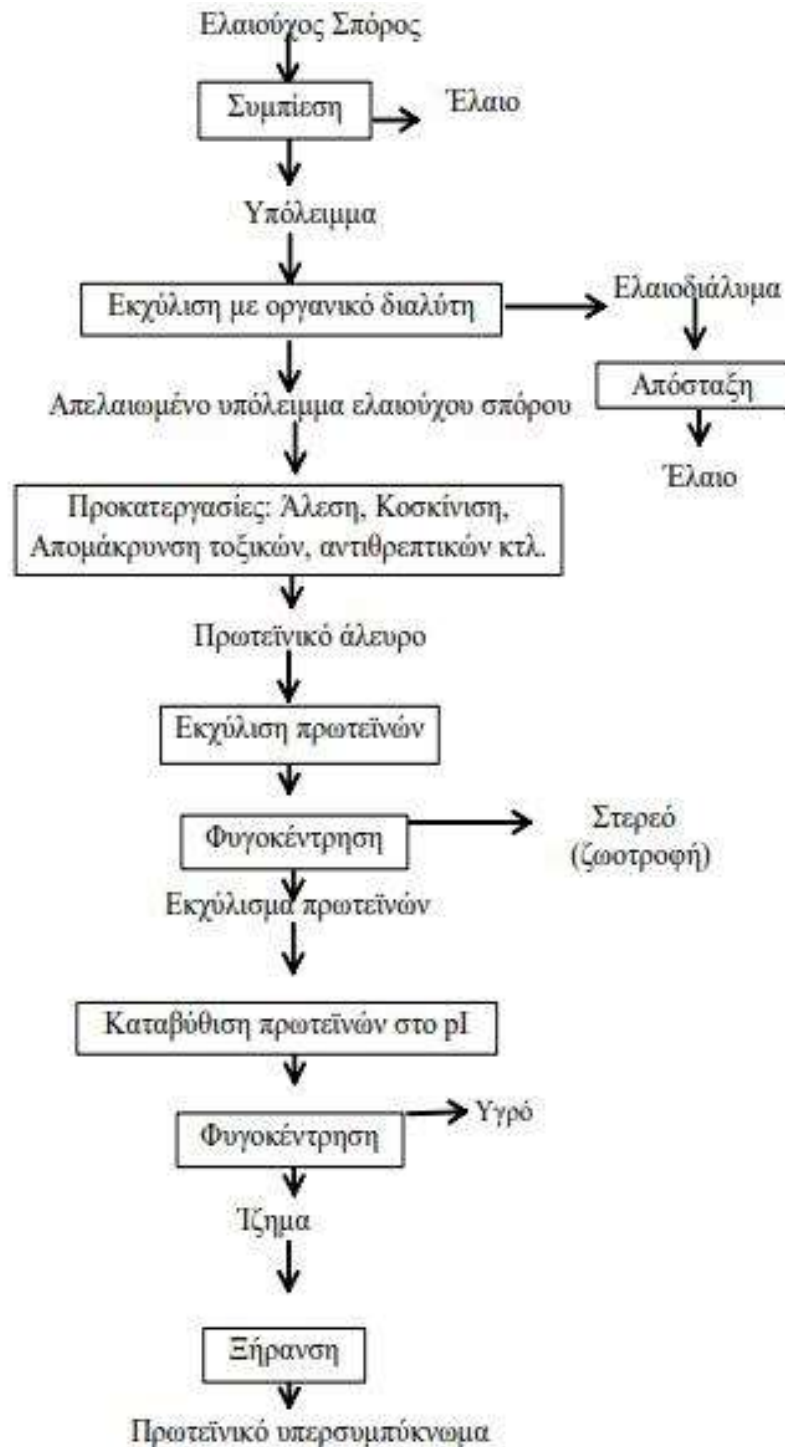 Ελαιούχος Σπόρος
Συμπίεση
Έλαιο
Υπόλειμμα
Εκχύλιση με οργανικό διαλύτη
Ελαιοδιάλυμα
Απόσταξη
Έλαιο
Απελαιωμένο υπόλειμμα ελαιούχου σπόρου
Προκατεργασίες: Άλεση, Κοσκίνιση,
Απομάκρυνση τοξικών, αντιθρεπτικών κτλ.
Πρωτεϊνικό άλευρο
Εκχύλιση πρωτεϊνών
Φυγοκέντρηση
Στερεό
(ζωοτροφή)
Εκχύλισμα πρωτεϊνών
Καταβύθιση πρωτεϊνών στο pI
Φυγοκέντρηση
Υγρό
Ίζημα
Ξήρανση
Πρωτεϊνικό υπερσυμπύκνωμα